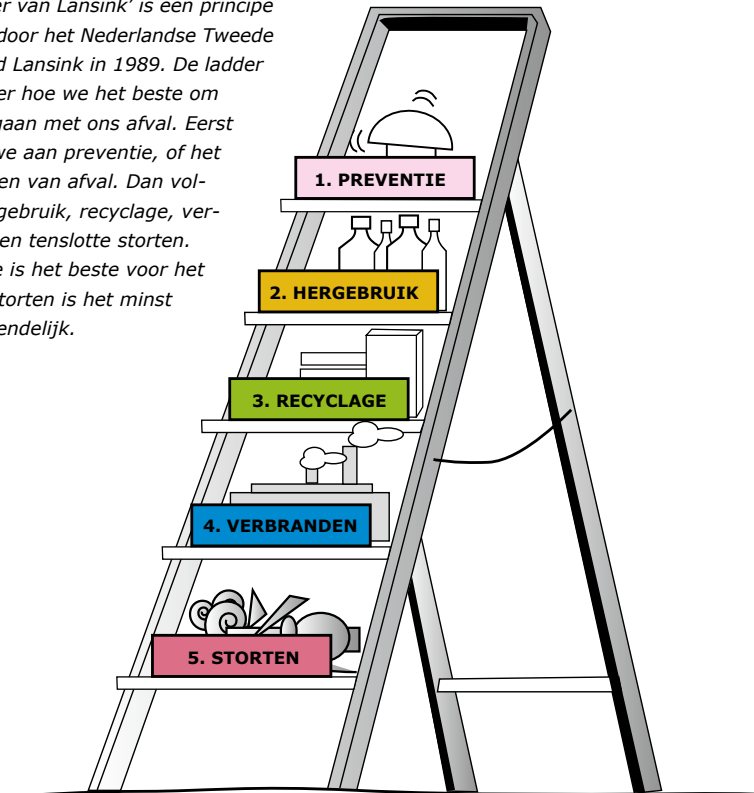 er van Lansink’ is een principe
door het Nederlandse Tweede
d Lansink in 1989. De ladder
er hoe we het beste om
gaan met ons afval. Eerst
we aan preventie, of het
en van afval. Dan vol-
gebruik, recyclage, ver-
en tenslotte storten.
e is het beste voor het
torten is het minst
endelijk.
1. PREVENTIE
2. HERGEBRUIK
3. RECYCLAGE
4. VERBRANDEN
5. STORTEN